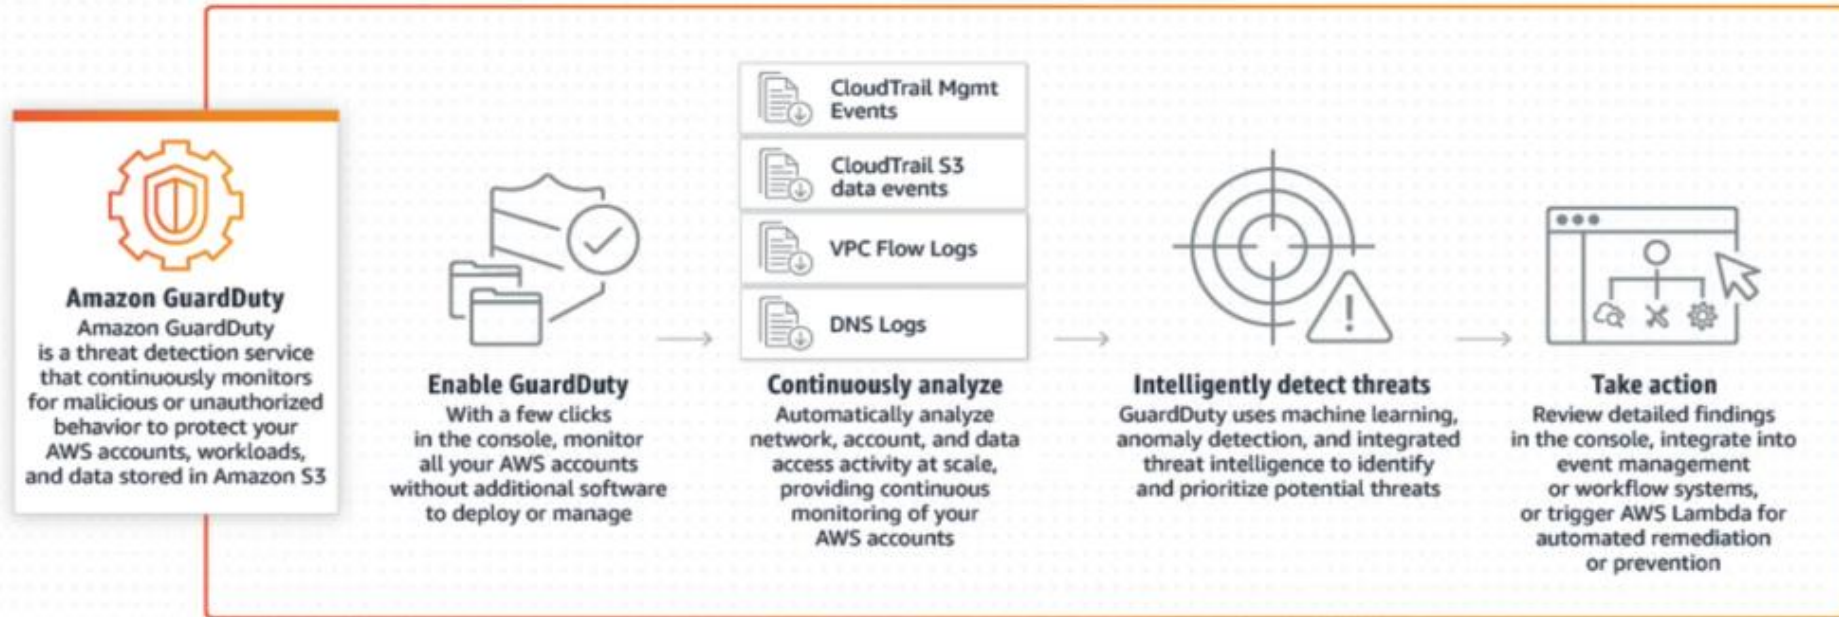 Amazon GuardDuty
Amazon GuardDuty
is a threat detection service
that continuously monitors
for malicious or unauthorized
behavior to protect your
AWS accounts, workloads,
and data stored in Amazon S3
Enable GuardDuty
With a few clicks
in the console, monitor
all your AWS accounts
without additional software
to deploy or manage
CloudTrail Mgmt
Events
CloudTrail S3
data events
VPC Flow Logs
DNS Logs
Continuously analyze
Automatically analyze
network, account, and data
access activity at scale,
providing continuous
monitoring of your
AWS accounts
Intelligently detect threats
GuardDuty uses machine learning,
anomaly detection, and integrated
threat intelligence to identify
and prioritize potential threats
Take action
Review detailed findings
in the console, integrate into
event management
or workflow systems,
or trigger AWS Lambda for
automated remediation
or prevention